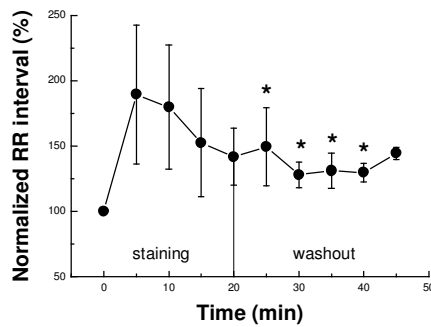 Normalized RR interval (%)
250
200
150
100
50
* * * *
staining washout
0 10 20 30 40 50
Time (min)